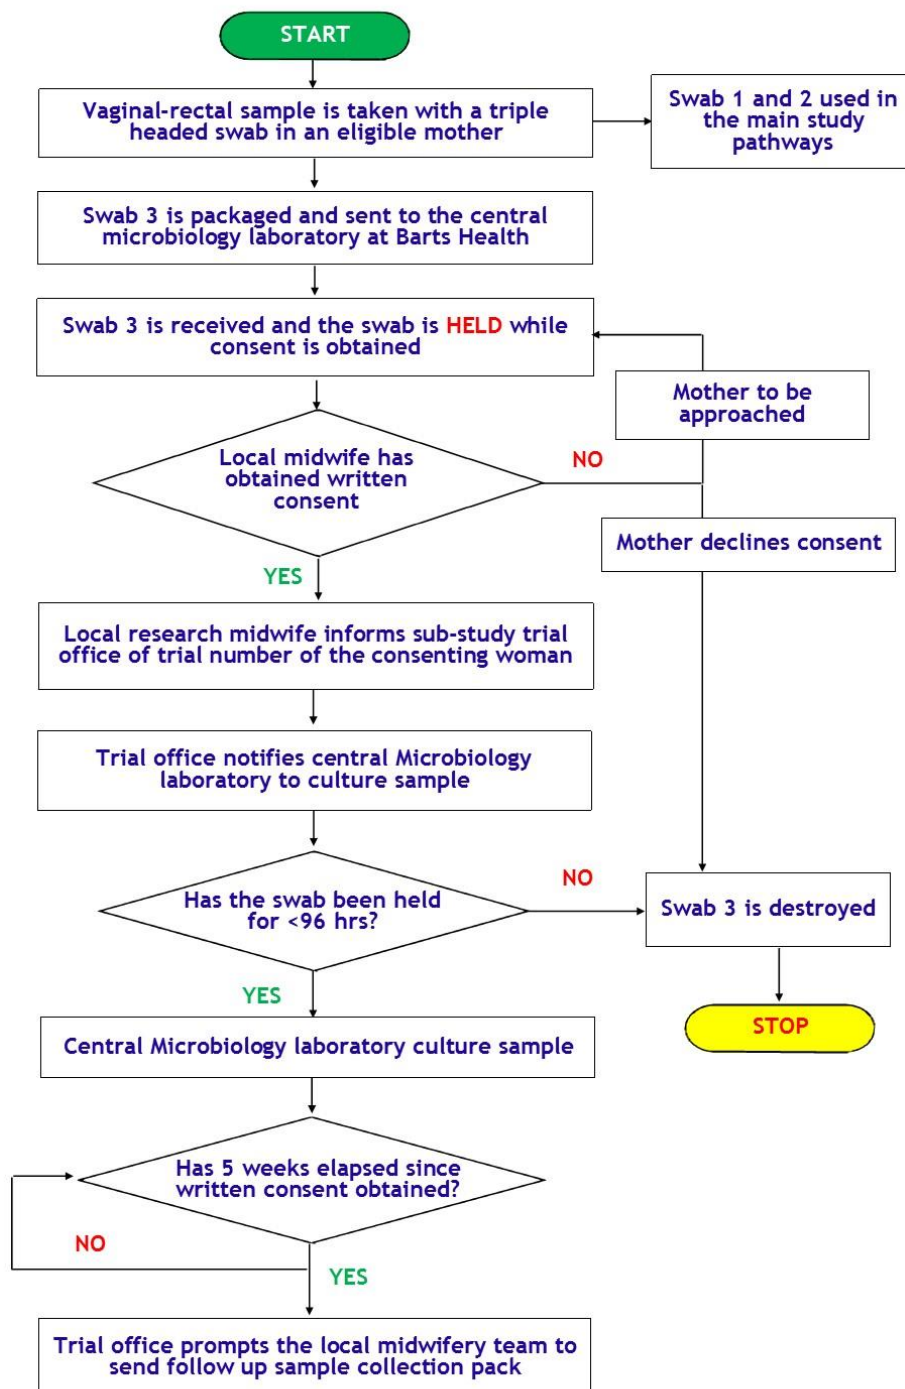 START
Vaginal-rectal sample is taken with a triple
headed swab in an eligible mother
Swab 1 and 2 used in
the main study
pathways
Swab 3 is packaged and sent to the central
microbiology laboratory at Barts Health
Swab 3 is received and the swab is HELD while
consent is obtained
Mother to be
approached
Local midwife has
obtained written
consent
NO
Mother declines consent
YES
Local research midwife informs sub-study trial
office of trial number of the consenting woman
Trial office notifies central Microbiology
laboratory to culture sample
Has the swab been held
for <96 hrs?
NO
Swab 3 is destroyed
YES
STOP
Central Microbiology laboratory culture sample
Has 5 weeks elapsed since
written consent obtained?
NO
YES
Trial office prompts the local midwifery team to
send follow up sample collection pack